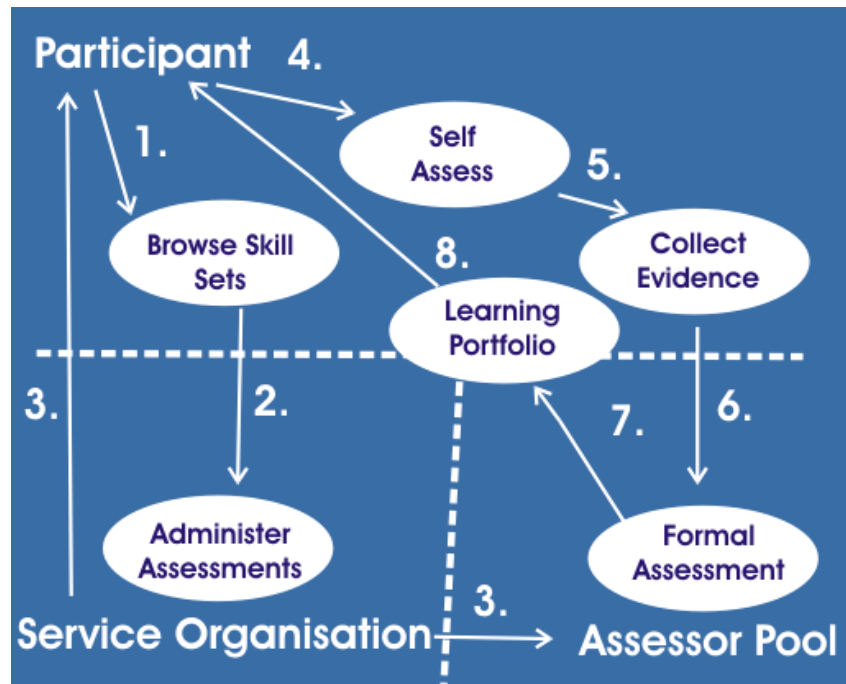 Participant
4.
1.
Self
Assess
5.
Browse Skill
Sets
8.
Collect
Evidence
Learning
Portfolio
3.
2.
7.
6.
Administer
Assessments
Formal
Assessment
3.
Service Organisation
Assessor Pool